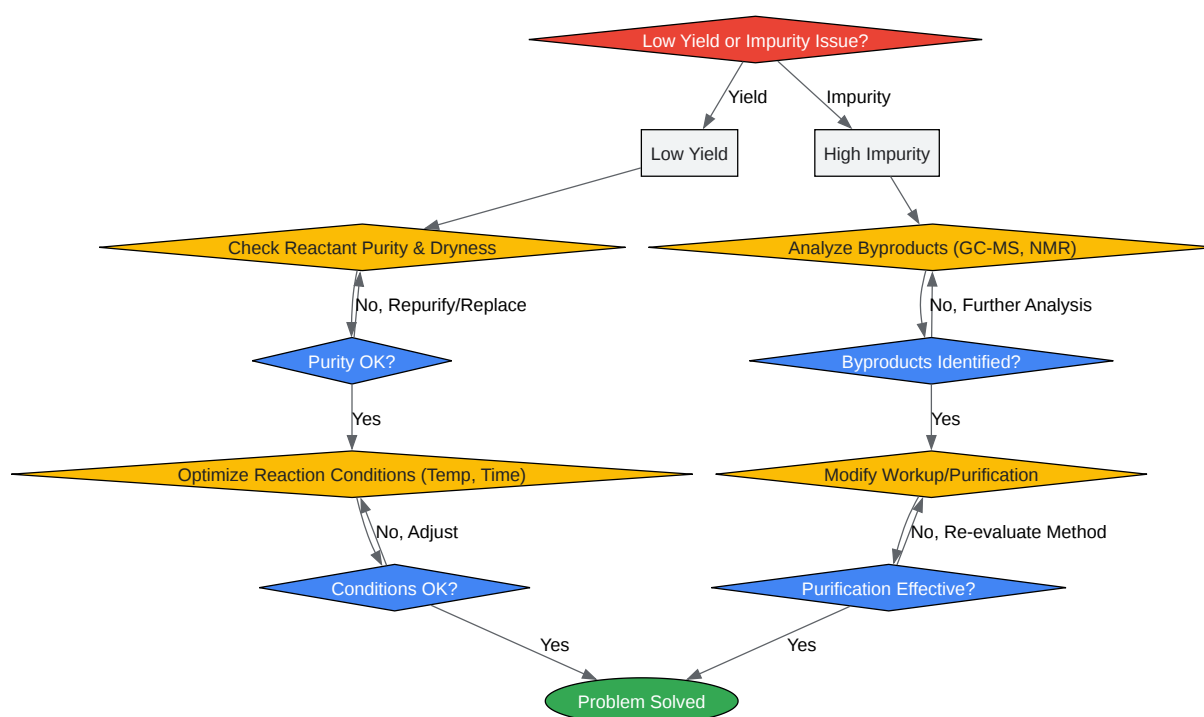 Low Yield or Impurity Issue?
Yield
Impurity
Low Yield
High Impurity
Check Reactant Purity & Dryness
Analyze Byproducts (GC-MS, NMR)
No, Repurify/Replace
No, Further Analysis
Purity OK?
Byproducts Identified?
Yes
Yes
Optimize Reaction Conditions (Temp, Time)
Modify Workup/Purification
No, Adjust
No, Re-evaluate Method
Conditions OK?
Purification Effective?
Yes
Yes
Problem Solved